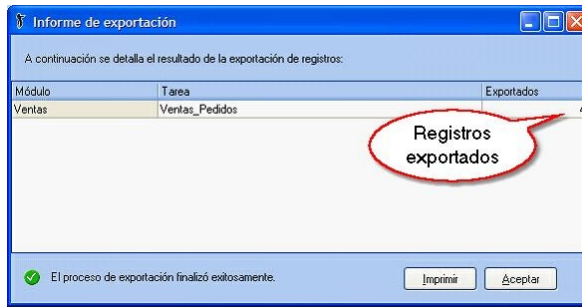 Informe de exportación
A continuación se detalla el resultado de la exportación de registros:
Módulo Tarea Exportados
Ventas Ventas_Pedidos
Registros
exportados
El proceso de exportación finalizó exitosamente. Imprimir Aceptar